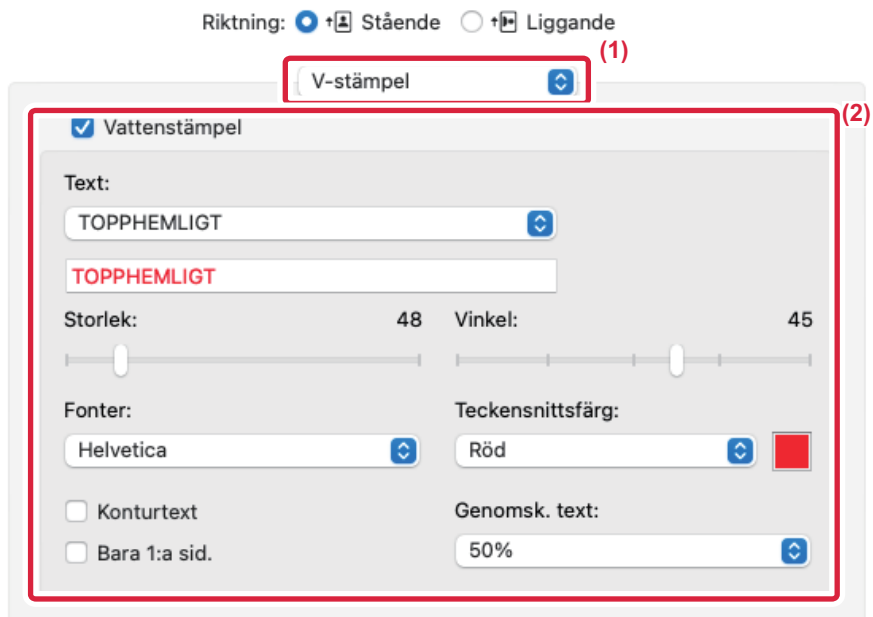 Riktning: Stående Liggande
(1)
V-stämpel
(2)
Vattenstämpel
Text:
TOPPHEMLIGT
TOPPHEMLIGT
Storlek: 48 Vinkel: 45
Fonter: Teckensnittsfärg:
Helvetica Röd
Konturtext Genomsk. text:
Bara 1:a sid. 50%